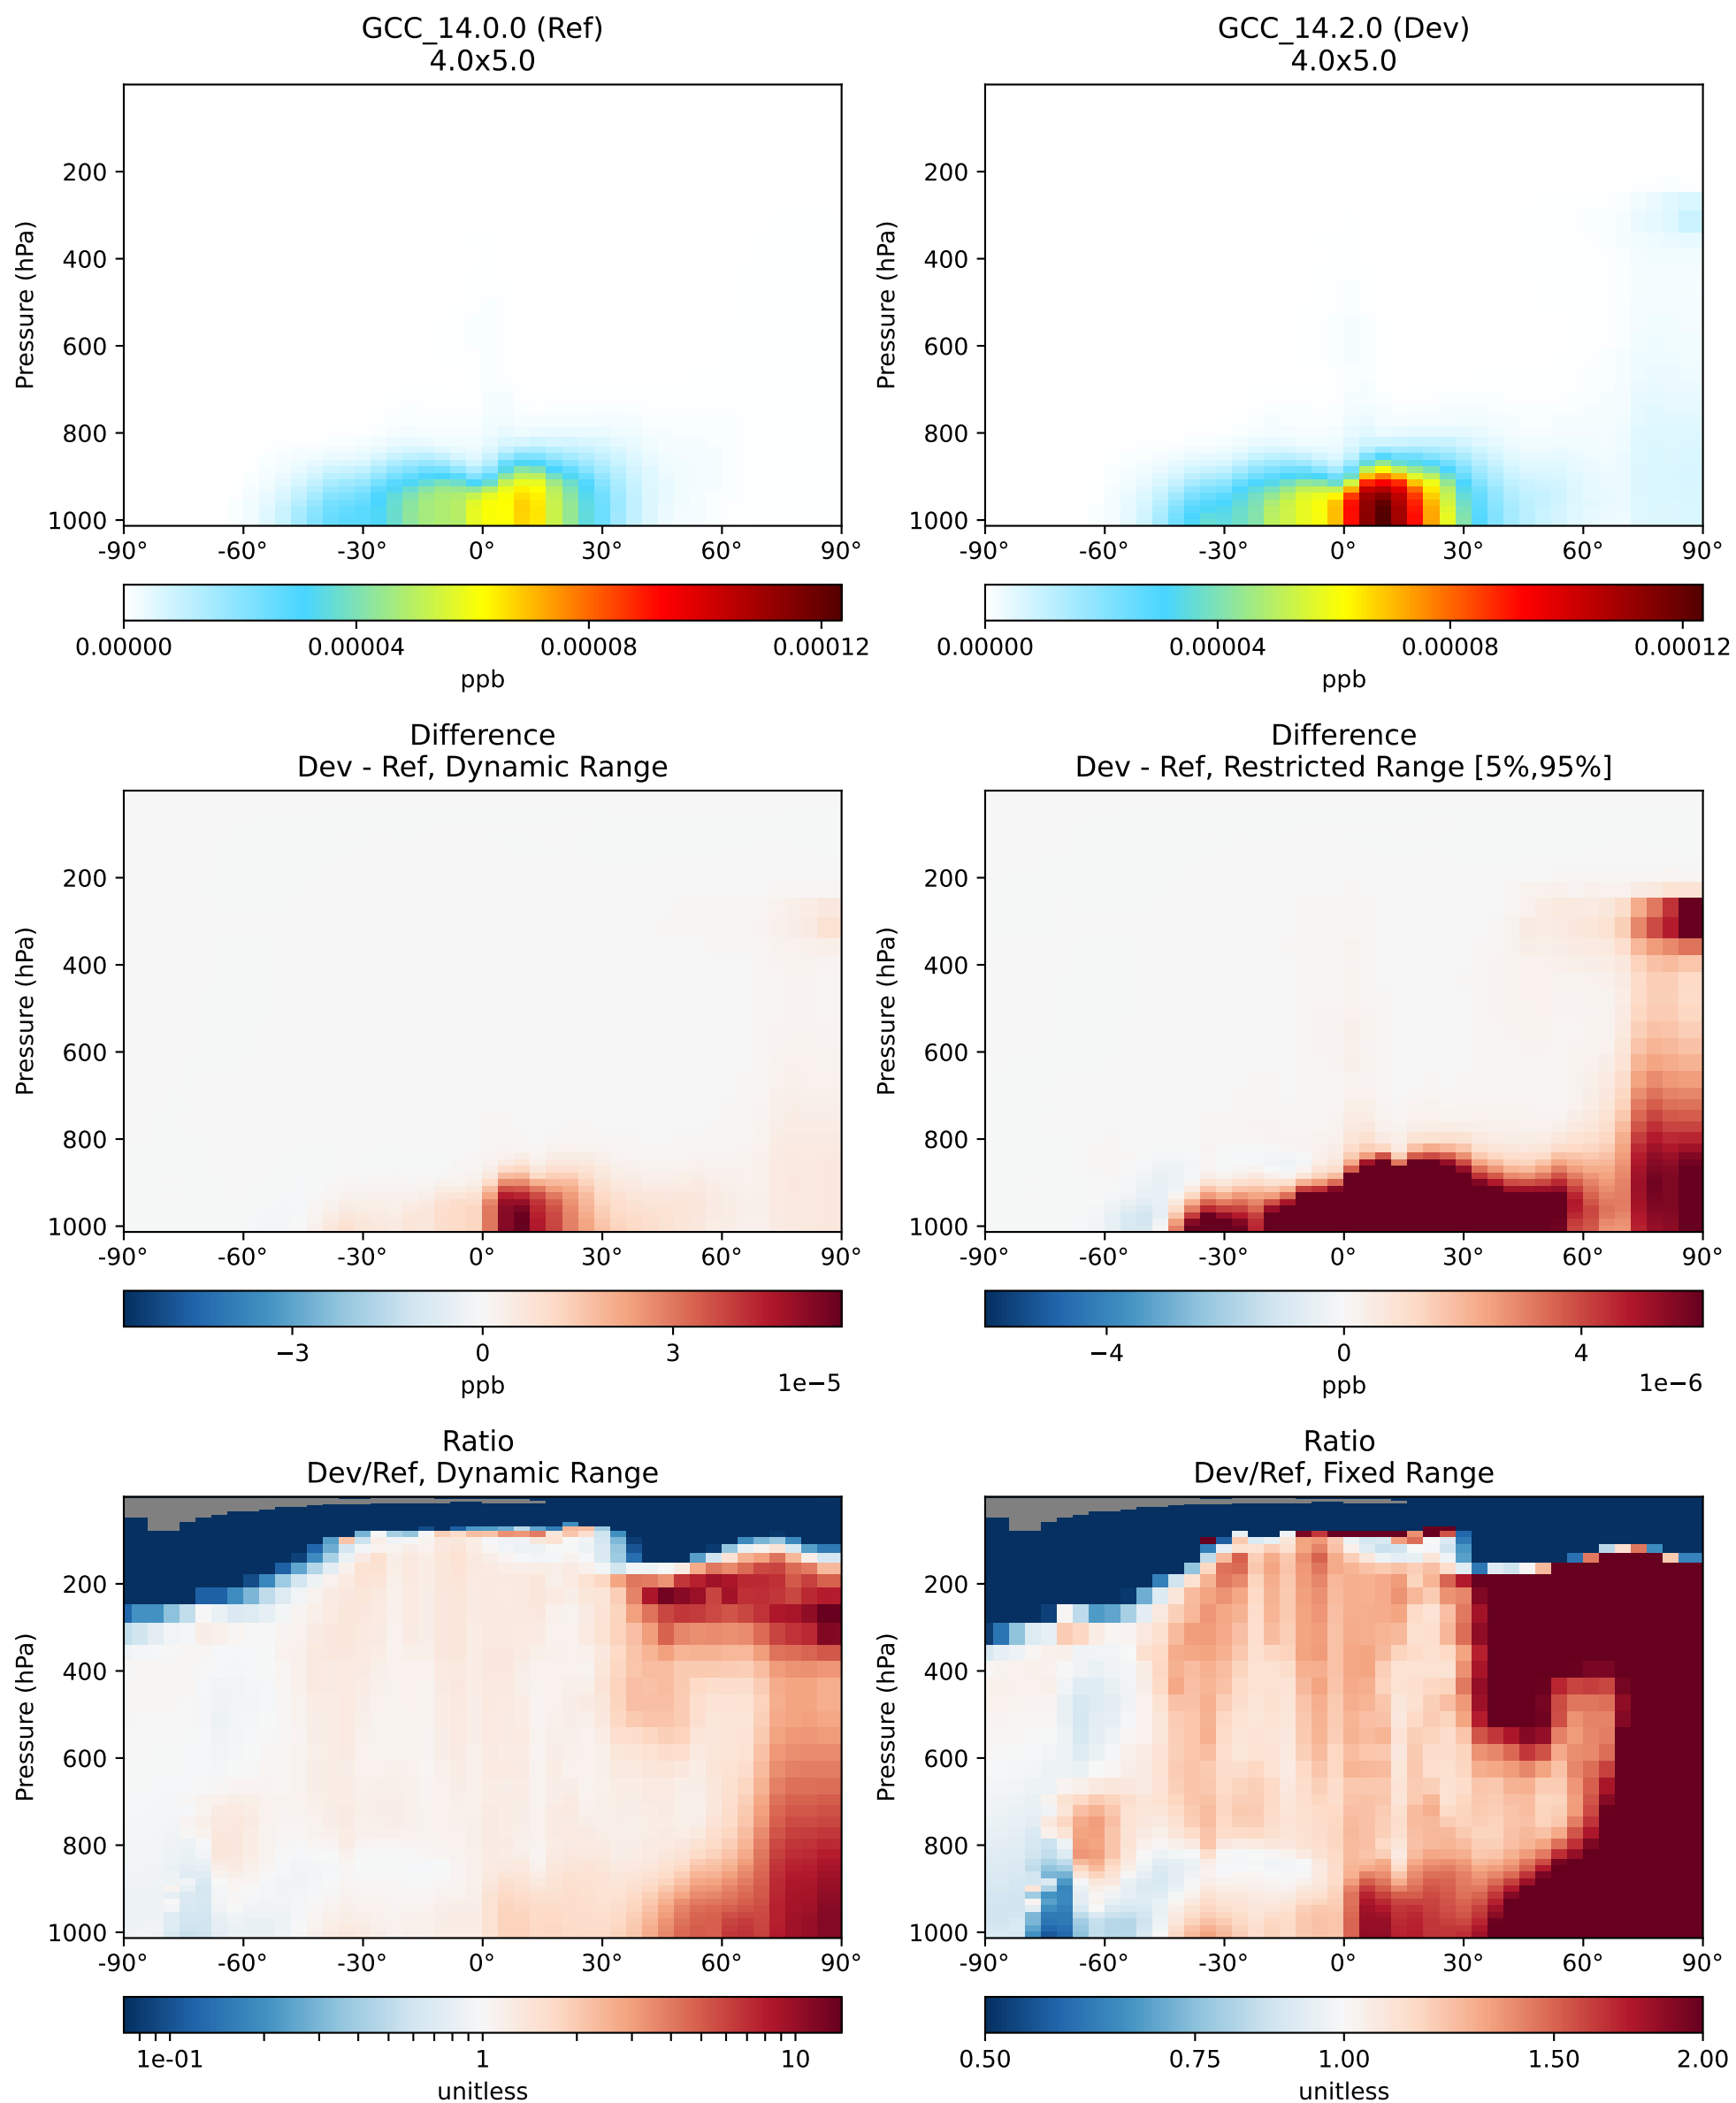 GCC_14.0.0 (Ref)
4.0x5.0
GCC_14.2.0 (Dev)
4.0x5.0
Pressure (hPa)
200
400
600
800
1000
-90° -60° -30° 0° 30° 60° 90°
0.00000 0.00004 0.00008 0.00012
ppb
Pressure (hPa)
200
400
600
800
1000
-90° -60° -30° 0° 30° 60° 90°
0.00000 0.00004 0.00008 0.00012
ppb
Difference
Dev - Ref, Dynamic Range
Pressure (hPa)
200
400
600
800
1000
-90° -60° -30° 0° 30° 60° 90°
−3 0 3
1e−5
ppb
Difference
Dev - Ref, Restricted Range [5%,95%]
Pressure (hPa)
200
400
600
800
1000
-90° -60° -30° 0° 30° 60° 90°
−4 0 4
1e−6
ppb
Ratio
Dev/Ref, Dynamic Range
Pressure (hPa)
200
400
600
800
1000
-90° -60° -30° 0° 30° 60° 90°
1e-01 1 10
unitless
Ratio
Dev/Ref, Fixed Range
Pressure (hPa)
200
400
600
800
1000
-90° -60° -30° 0° 30° 60° 90°
0.50 0.75 1.00 1.50 2.00
unitless